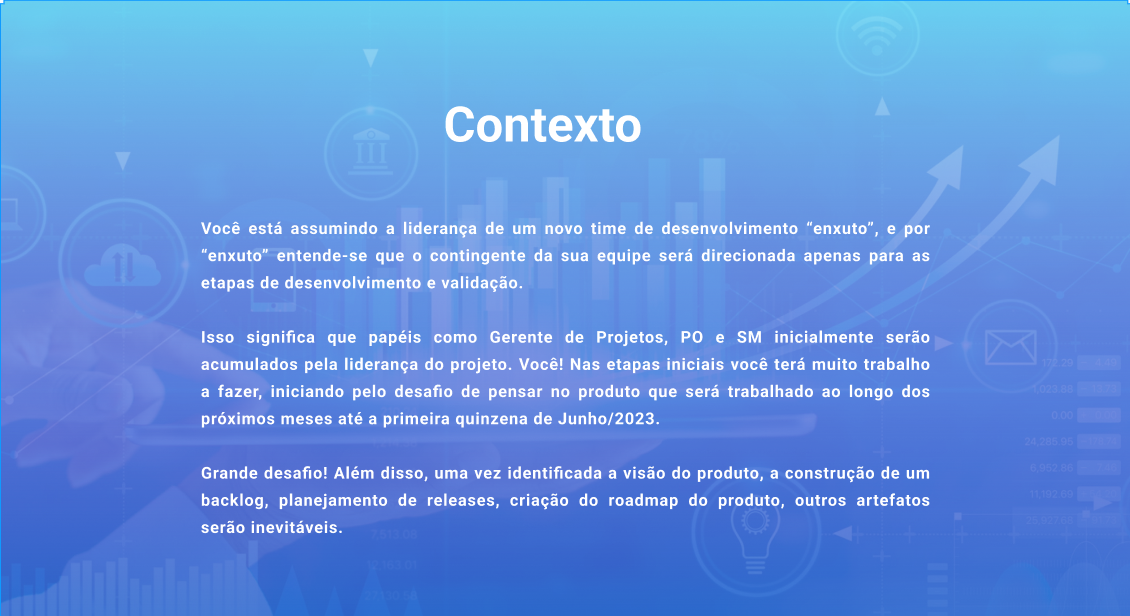 Contexto
Você está assumindo a liderança de um novo time de desenvolvimento “enxuto”, e por
“enxuto” entende-se que o contingente da sua equipe será direcionada apenas para as
etapas de desenvolvimento e validação.
Isso significa que papéis como Gerente de Projetos, PO e SM inicialmente serão
acumulados pela liderança do projeto. Você! Nas etapas iniciais você terá muito trabalho
a fazer, iniciando pelo desafio de pensar no produto que será trabalhado ao longo dos
próximos meses até a primeira quinzena de Junho/2023.
Grande desafio! Além disso, uma vez identificada a visão do produto, a construção de um
backlog, planejamento de releases, criação do roadmap do produto, outros artefatos
serão inevitáveis.